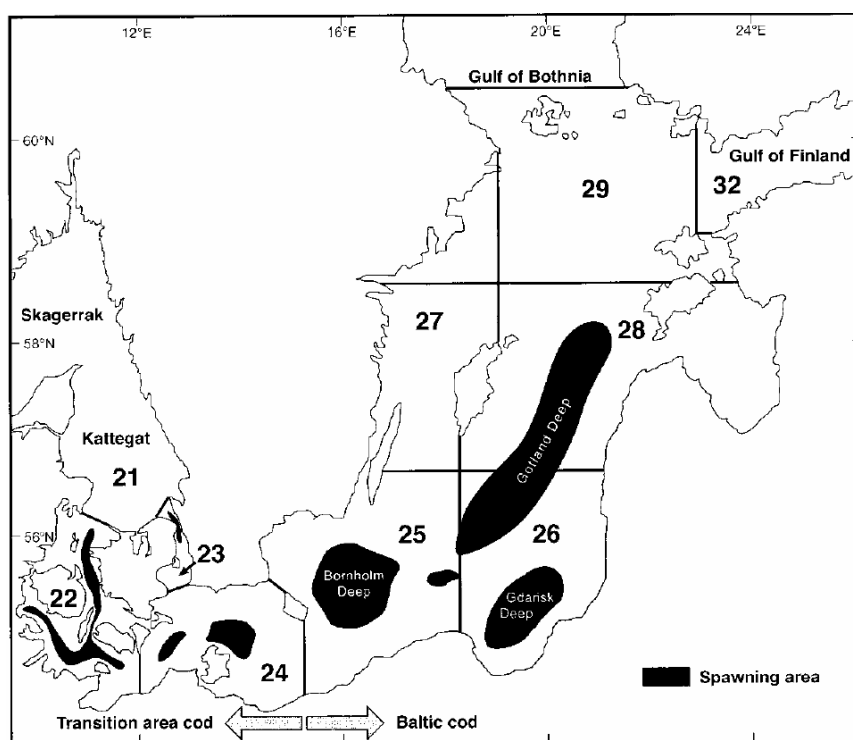 12°E 16°E 20°E 24°E
Gulf of Bothnia
60°N
Gulf of Finland
29
32
Skagerrak
27
28
58°N
Gotland Deep
Kattegat
21
56°N
25
26
23
Bornholm
Deep
22
Gdańsk
Deep
24
Spawning area
Transition area cod
Baltic cod